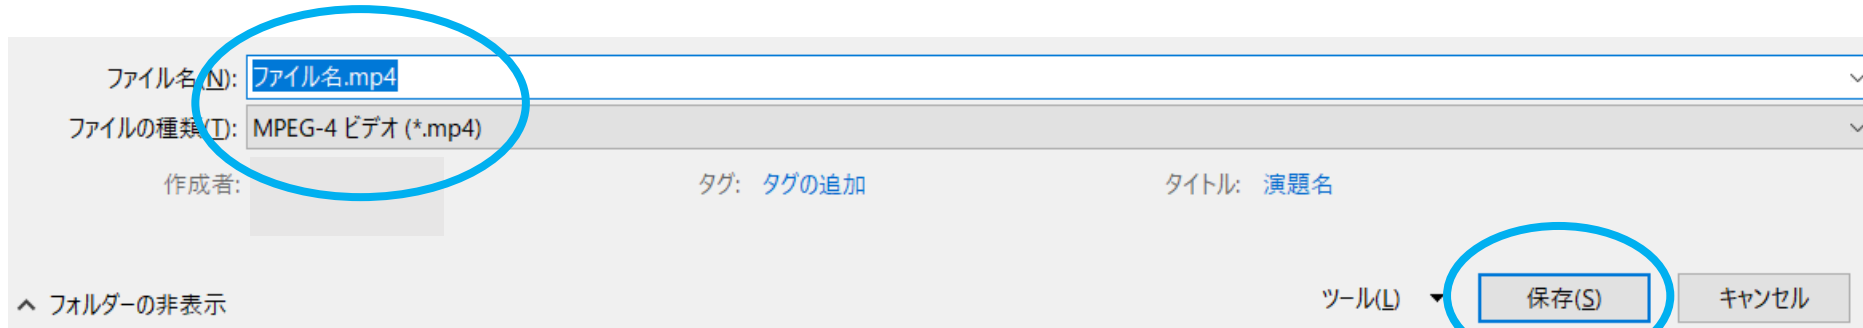 ファイル名(N): ファイル名.mp4
ファイルの種類(T): MPEG-4 ビデオ (*.mp4)
作成者: タグ: タグの追加 タイトル: 演題名
フォルダーの非表示 ツール(L) 保存(S) キャンセル